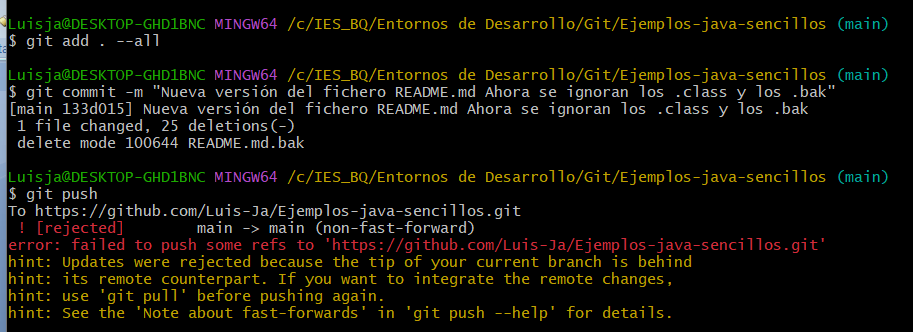 Luisja@DESKTOP-GHD1BNC MINGW64 /c/IES_BQ/Entornos de Desarrollo/Git/Ejemplos-java-sencillos (main)
$ git add . --all
Luisja@DESKTOP-GHD1BNC MINGW64 /c/IES_BQ/Entornos de Desarrollo/Git/Ejemplos-java-sencillos (main)
$ git commit -m "Nueva versión del fichero README.md Ahora se ignoran los .class y los .bak"
[main 133d015] Nueva versión del fichero README.md Ahora se ignoran los .class y los .bak
 1 file changed, 25 deletions(-)
 delete mode 100644 README.md.bak
Luisja@DESKTOP-GHD1BNC MINGW64 /c/IES_BQ/Entornos de Desarrollo/Git/Ejemplos-java-sencillos (main)
$ git push
To https://github.com/Luis-Ja/Ejemplos-java-sencillos.git
 ! [rejected]        main -> main (non-fast-forward)
error: failed to push some refs to 'https://github.com/Luis-Ja/Ejemplos-java-sencillos.git'
hint: Updates were rejected because the tip of your current branch is behind
hint: its remote counterpart. If you want to integrate the remote changes,
hint: use 'git pull' before pushing again.
hint: See the 'Note about fast-forwards' in 'git push --help' for details.